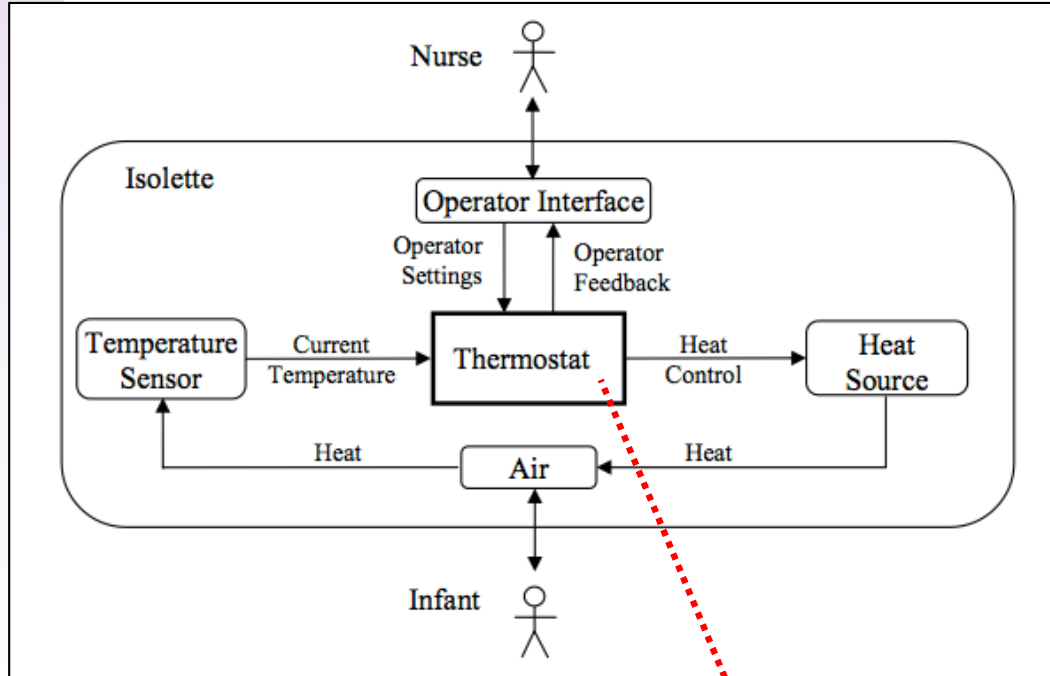 Nurse
Isolette
Operator Interface
Operator
Settings
Operator
Feedback
Temperature
Sensor
Current
Temperature
Thermostat
Heat
Control
Heat
Source
Heat
Air
Heat
Infant